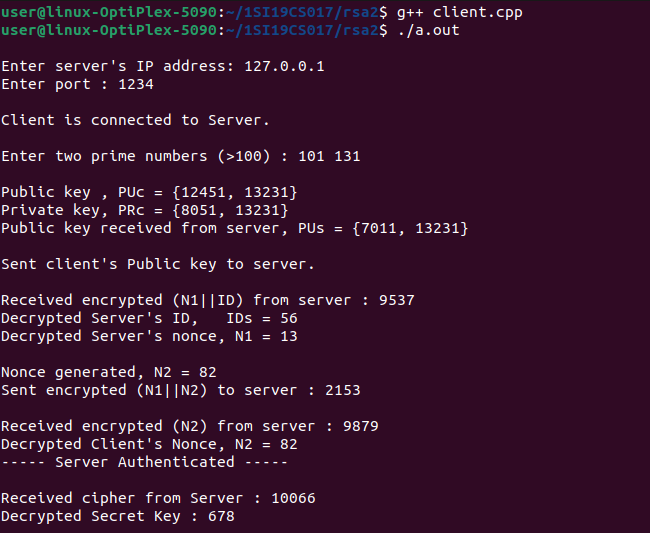 user@linux-OptiPlex-5090:~/1SI19CS017/rsa2$ g++ client.cpp
user@linux-OptiPlex-5090:~/1SI19CS017/rsa2$ ./a.out
Enter server's IP address: 127.0.0.1
Enter port : 1234
Client is connected to Server.
Enter two prime numbers (>100) : 101 131
Public key , PUc = {12451, 13231}
Private key, PRc = {8051, 13231}
Public key received from server, PUs = {7011, 13231}
Sent client's Public key to server.
Received encrypted (N1||ID) from server : 9537
Decrypted Server's ID,   IDs = 56
Decrypted Server's nonce, N1 = 13
Nonce generated, N2 = 82
Sent encrypted (N1||N2) to server : 2153
Received encrypted (N2) from server : 9879
Decrypted Client's Nonce, N2 = 82
----- Server Authenticated -----
Received cipher from Server : 10066
Decrypted Secret Key : 678